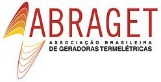 ABRAGET
ASSOCIAÇÃO BRASILEIRA
DE GERADORAS TERMELÉTRICAS